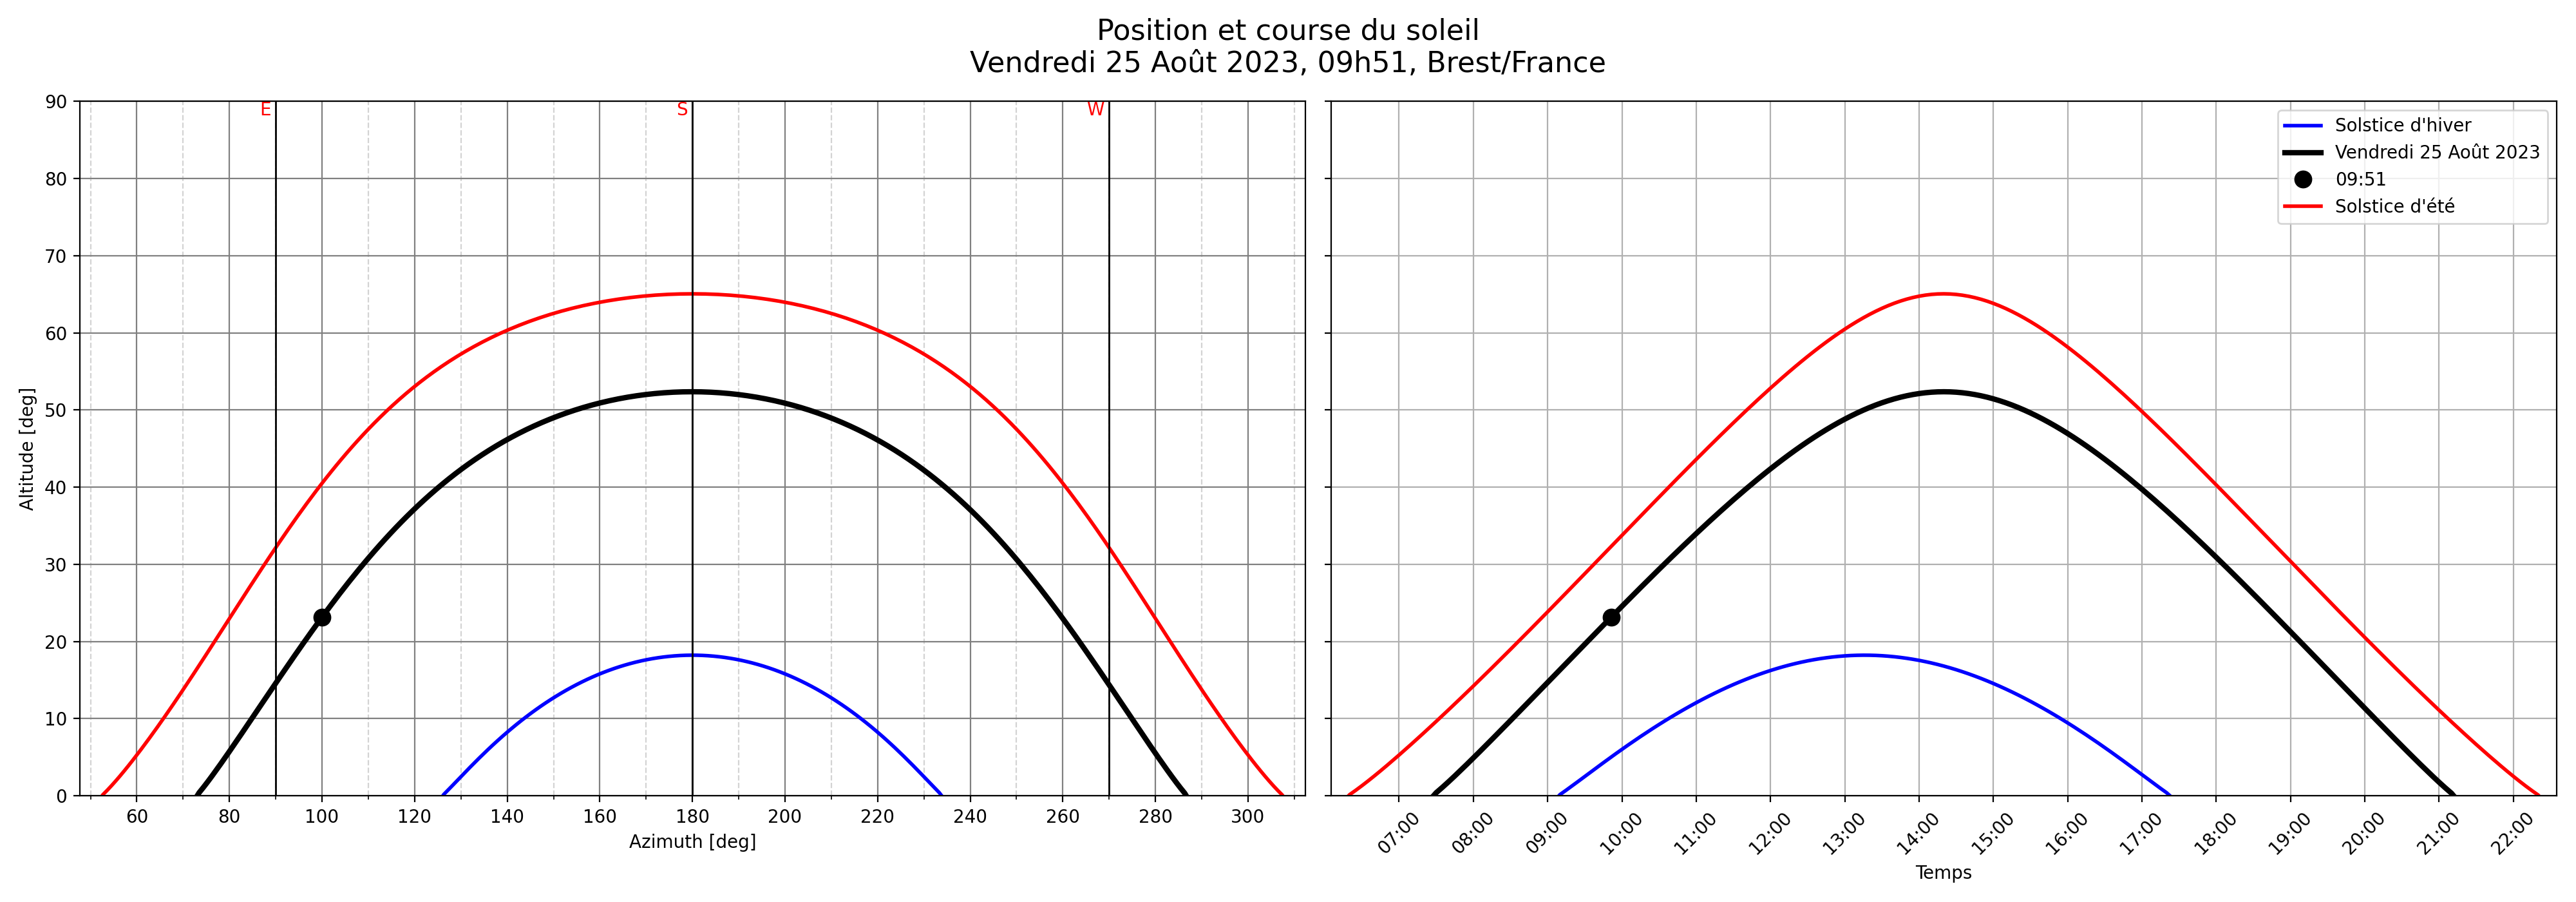 Position et course du soleil
Vendredi 25 Août 2023, 09h51, Brest/France
E
S
W
90
80
70
60
50
40
30
20
10
0
Altitude [deg]
60 80 100 120 140 160 180 200 220 240 260 280 300
Azimuth [deg]
Solstice d'hiver
Vendredi 25 Août 2023
09:51
Solstice d'été
07:00 08:00 09:00 10:00 11:00 12:00 13:00 14:00 15:00 16:00 17:00 18:00 19:00 20:00 21:00 22:00
Temps